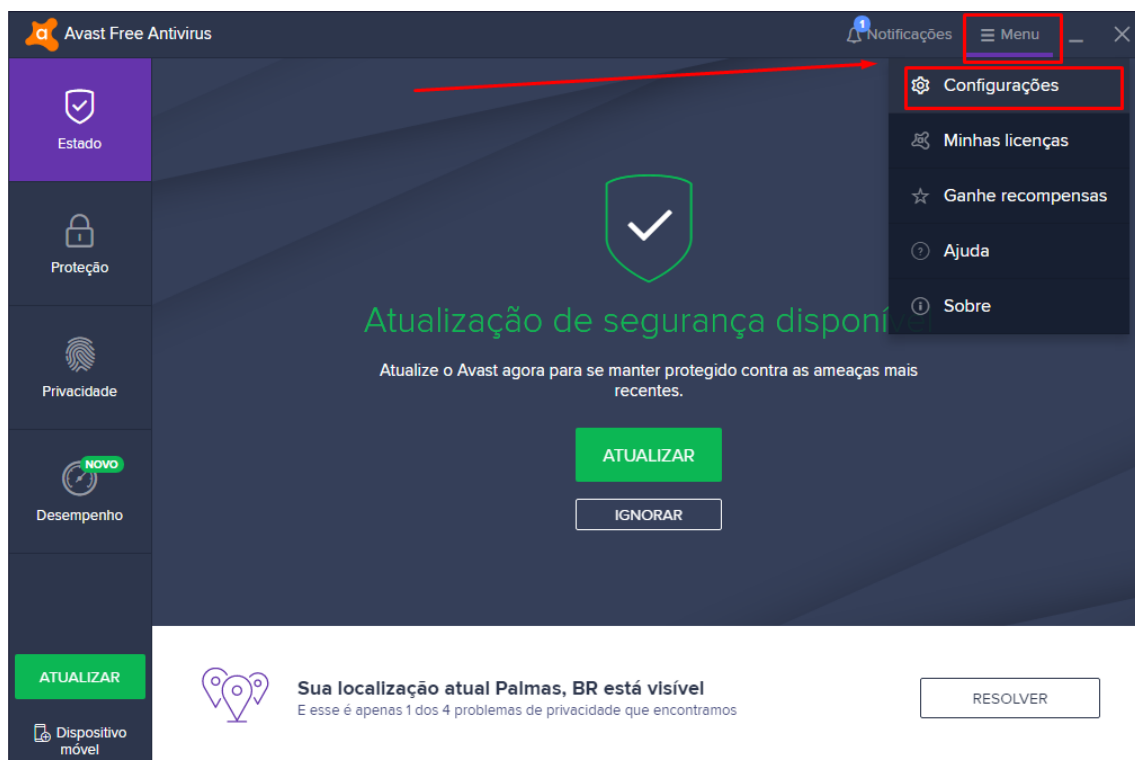 Avast Free Antivirus
1
Notificações
Menu
Configurações
Minhas licenças
Ganhe recompensas
Ajuda
Sobre
Estado
Proteção
Privacidade
NOVO
Desempenho
Atualização de segurança disponível
Atualize o Avast agora para se manter protegido contra as ameaças mais
recentes.
ATUALIZAR
IGNORAR
ATUALIZAR
Dispositivo
móvel
Sua localização atual Palmas, BR está visível
E esse é apenas 1 dos 4 problemas de privacidade que encontramos
RESOLVER